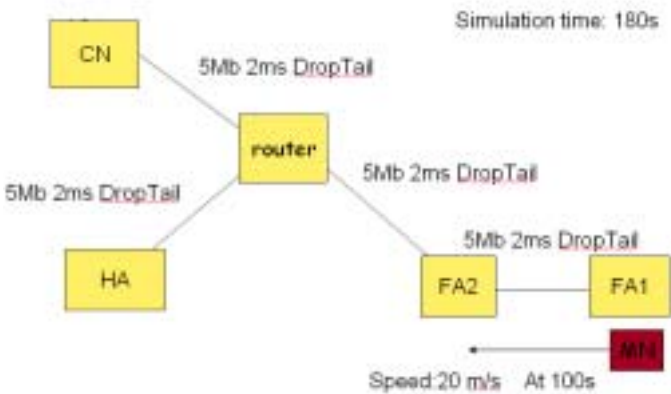 Simulation time: 180s
CN
5Mb 2ms DropTail
router
5Mb 2ms DropTail
5Mb 2ms DropTail
5Mb 2ms DropTail
HA
FA2
FA1
MN
Speed:20 m/s At 100s